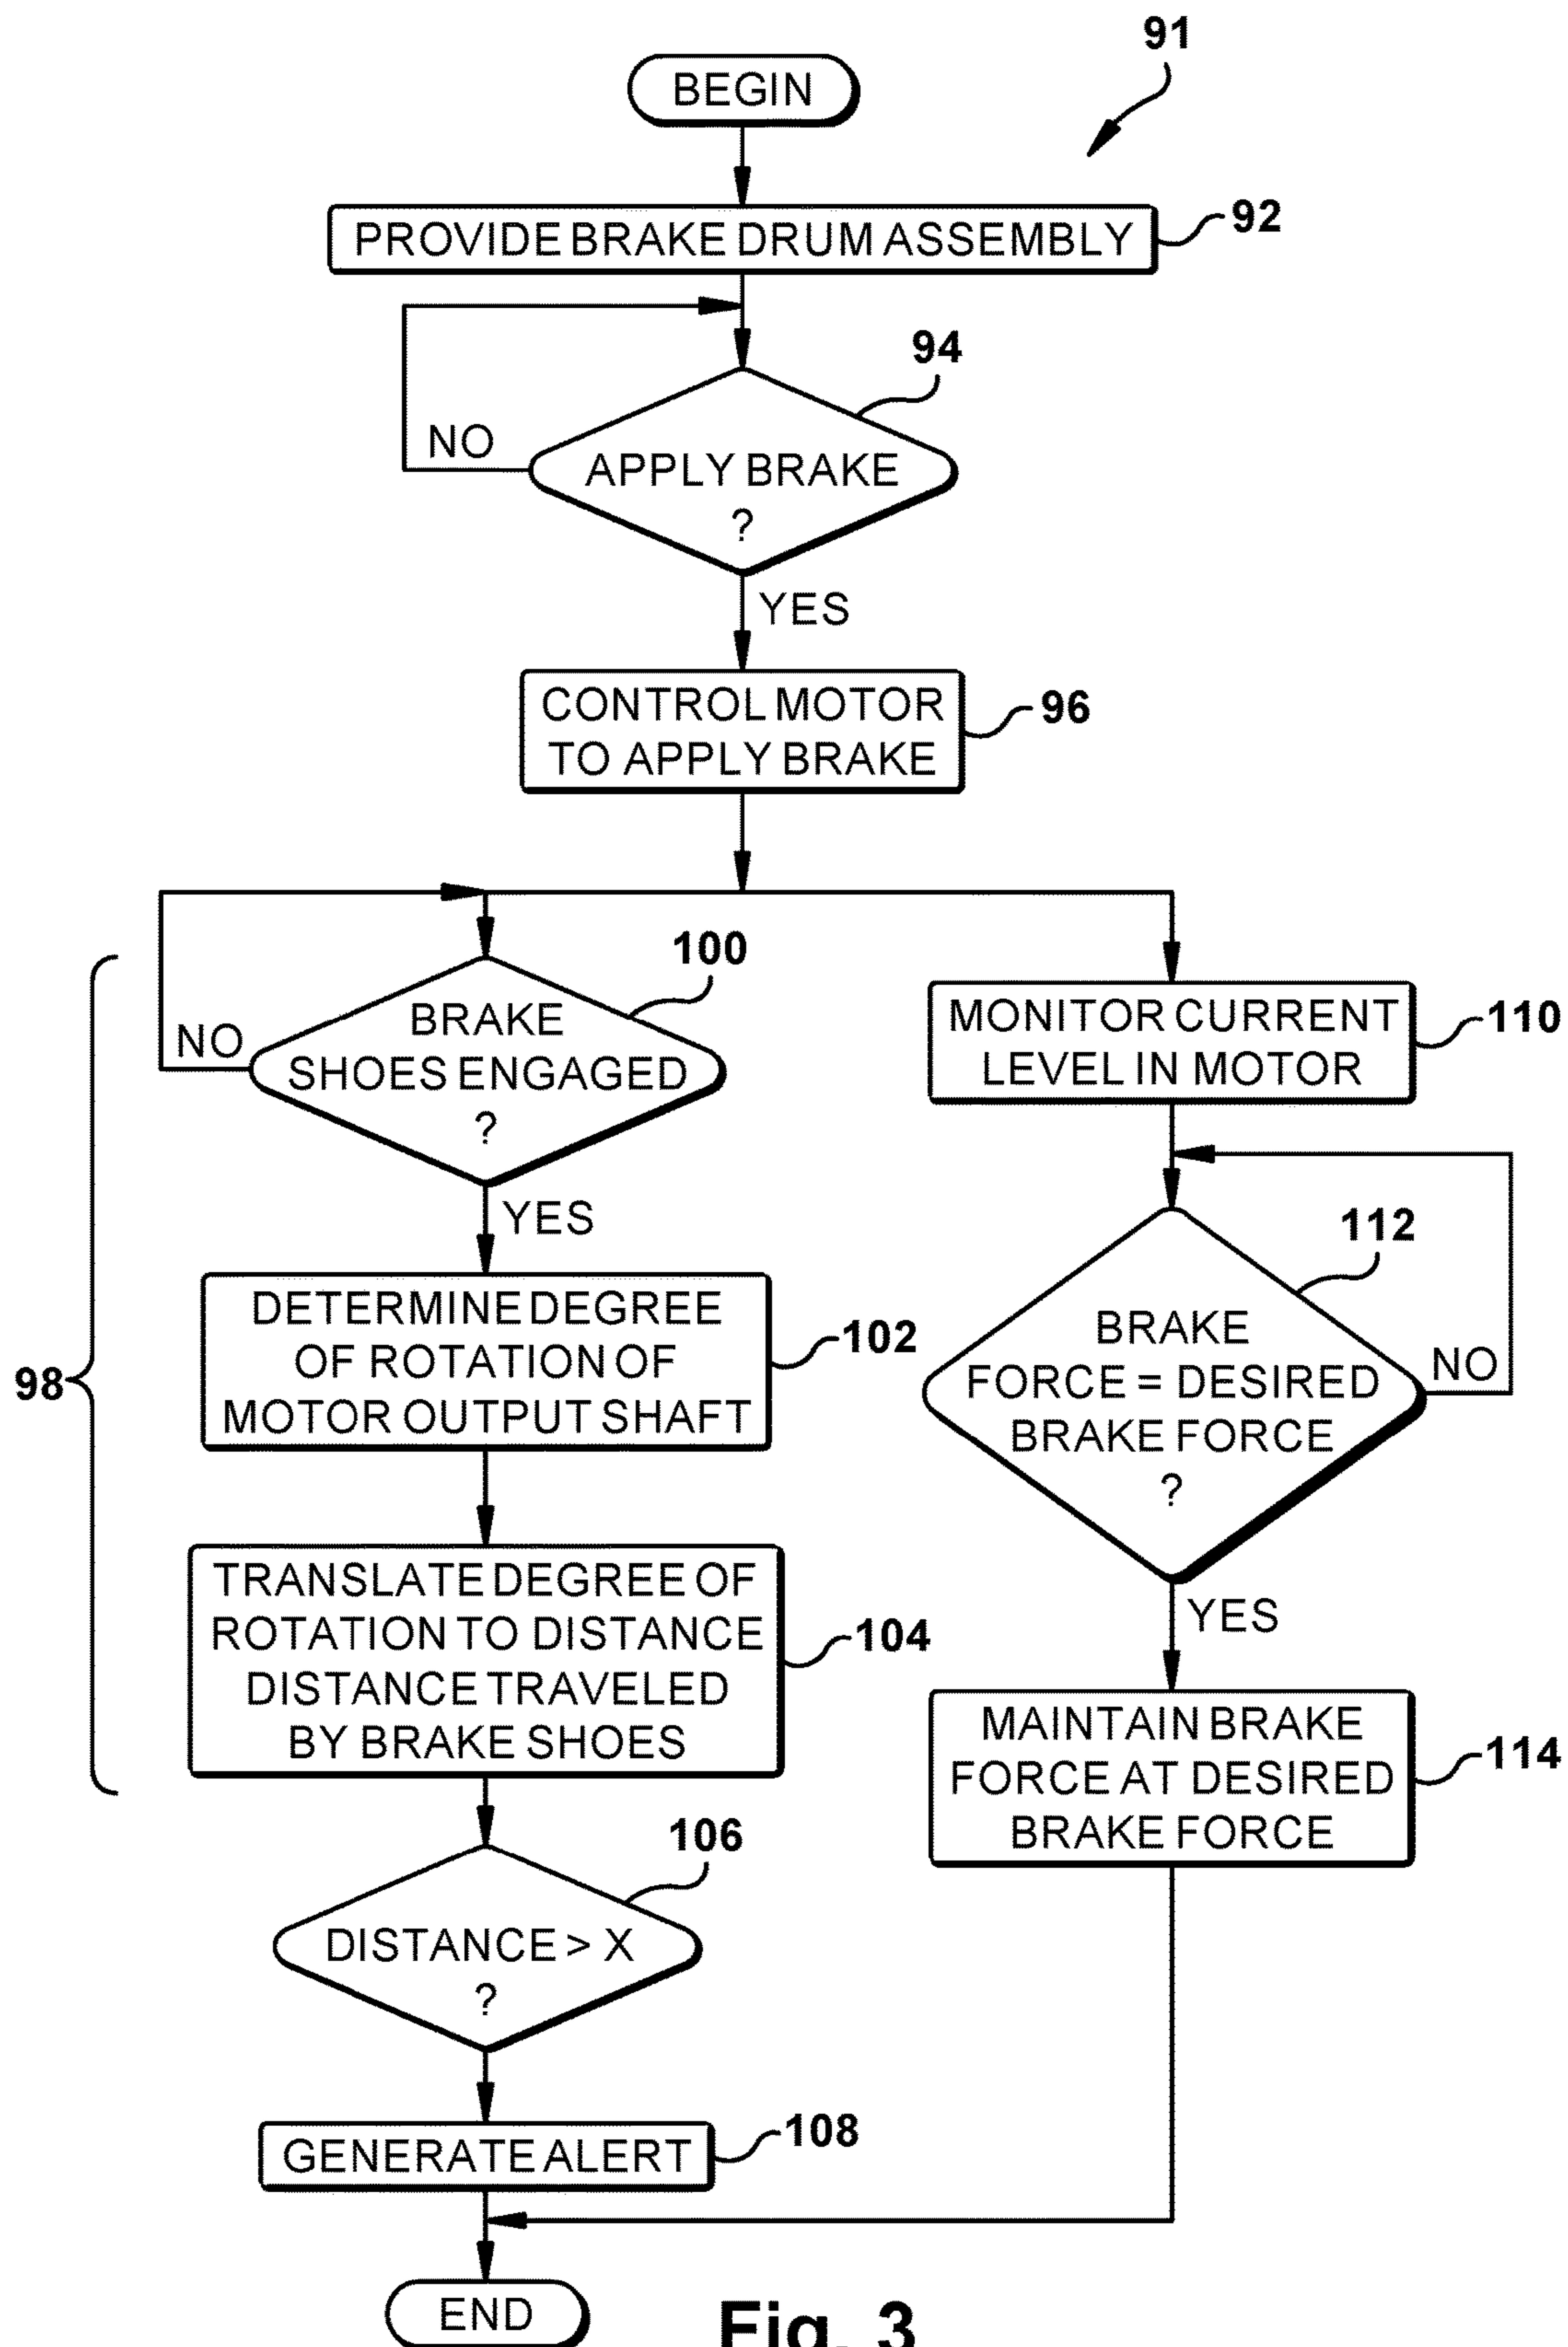 91
BEGIN
PROVIDE BRAKE DRUM ASSEMBLY
92
94
NO
APPLY BRAKE
?
YES
CONTROL MOTOR
TO APPLY BRAKE
96
100
BRAKE
SHOES ENGAGED
?
NO
YES
98
DETERMINE DEGREE
OF ROTATION OF
MOTOR OUTPUT SHAFT
102
TRANSLATE DEGREE OF
ROTATION TO DISTANCE
DISTANCE TRAVELED
BY BRAKE SHOES
104
106
DISTANCE > X
?
GENERATE ALERT
108
MONITOR CURRENT
LEVEL IN MOTOR
110
112
BRAKE
FORCE = DESIRED
BRAKE FORCE
?
NO
YES
MAINTAIN BRAKE
FORCE AT DESIRED
BRAKE FORCE
114
END
Fig. 3